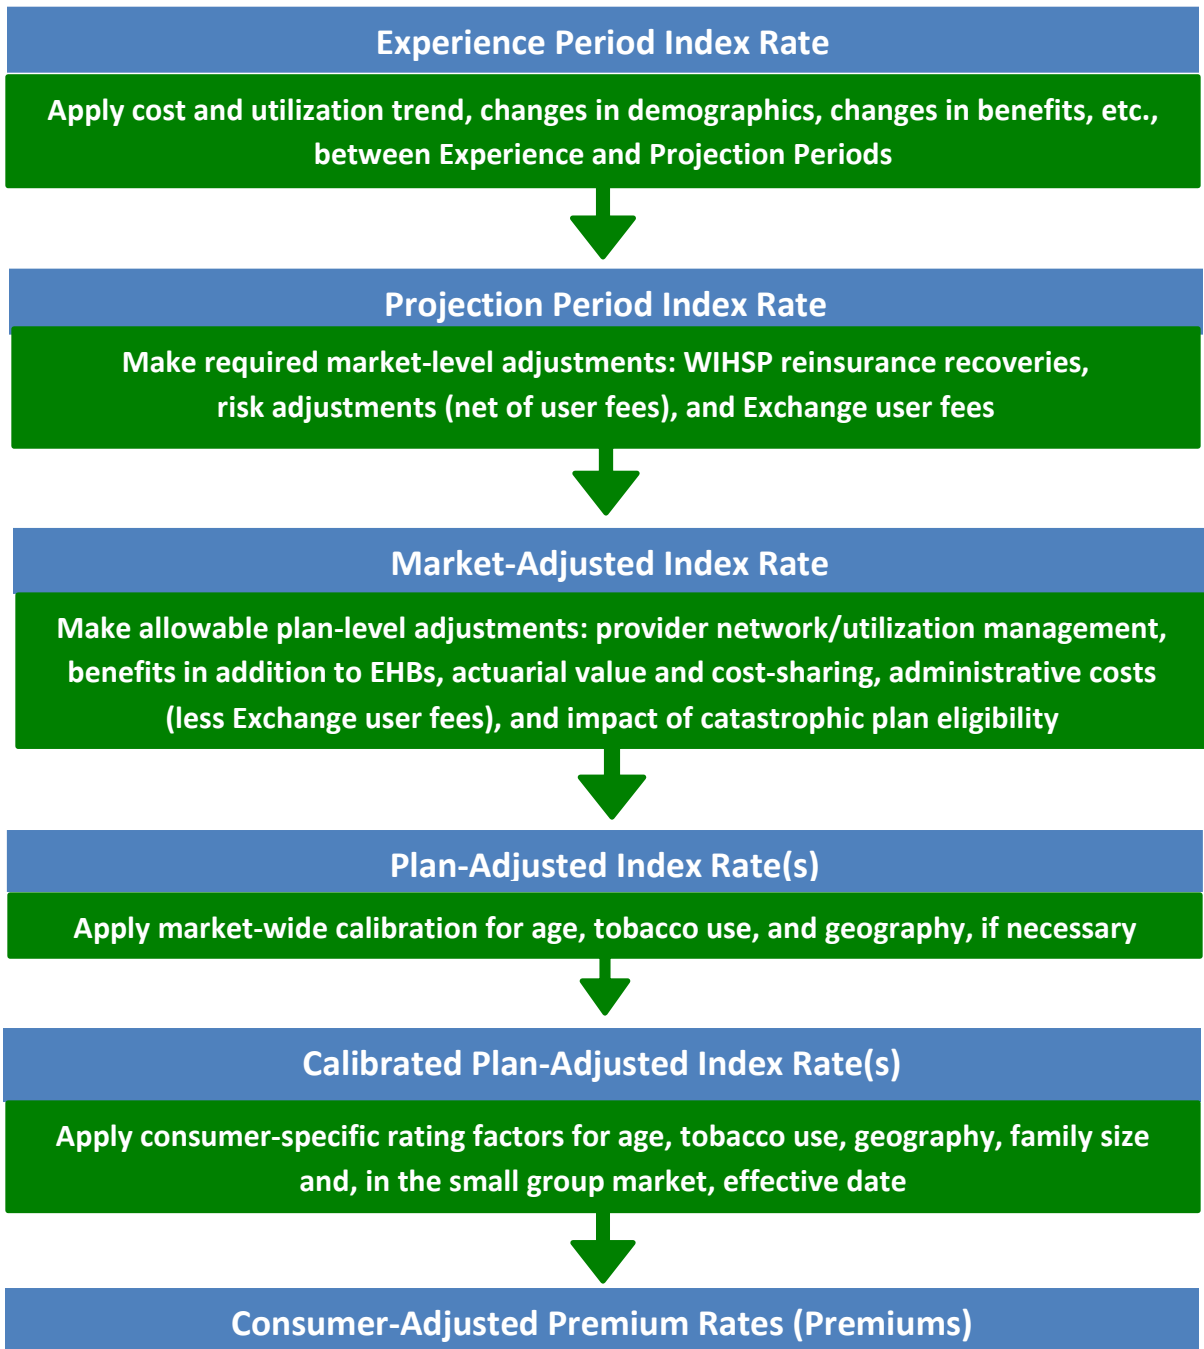 Experience Period Index Rate
Apply cost and utilization trend, changes in demographics, changes in benefits, etc.,
between Experience and Projection Periods
Projection Period Index Rate
Make required market-level adjustments: WIHSP reinsurance recoveries,
risk adjustments (net of user fees), and Exchange user fees
Market-Adjusted Index Rate
Make allowable plan-level adjustments: provider network/utilization management,
benefits in addition to EHBs, actuarial value and cost-sharing, administrative costs
(less Exchange user fees), and impact of catastrophic plan eligibility
Plan-Adjusted Index Rate(s)
Apply market-wide calibration for age, tobacco use, and geography, if necessary
Calibrated Plan-Adjusted Index Rate(s)
Apply consumer-specific rating factors for age, tobacco use, geography, family size
and, in the small group market, effective date
Consumer-Adjusted Premium Rates (Premiums)